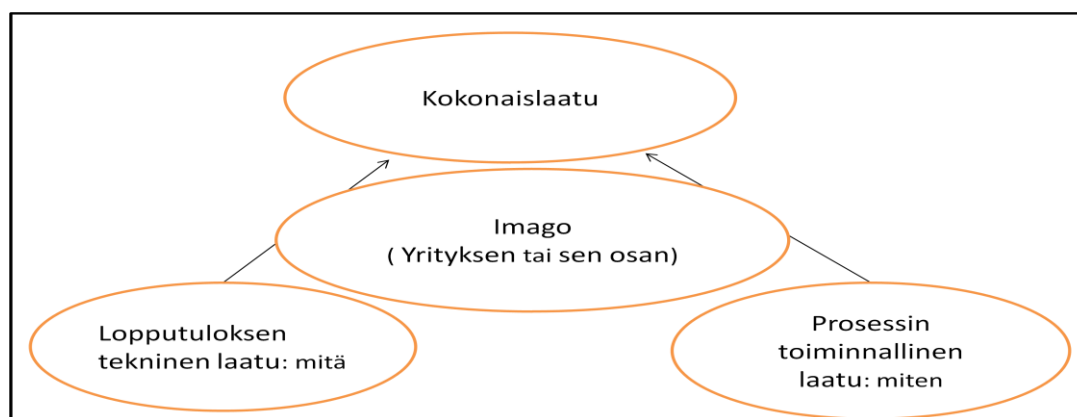 Kokonaislaatu
Imago
( Yrityksen tai sen osan)
Lopputuloksen
tekninen laatu: mitä
Prosessin
toiminnallinen
laatu: miten